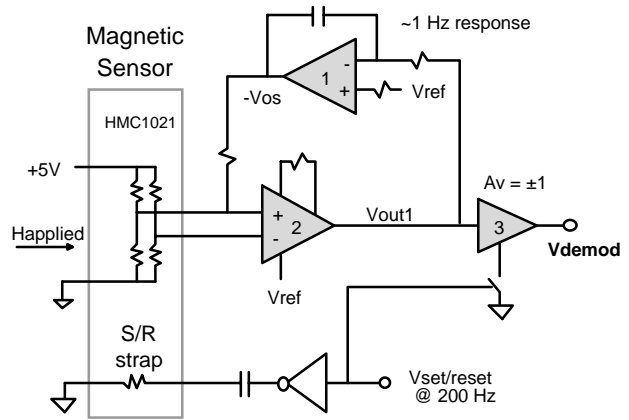 Magnetic
Sensor
HMC1021
+5V
Happlied
S/R
strap
~1 Hz response
1
-
+
Vref
-Vos
+
-
2
Vref
Vout1
Av = ±1
3
Vdemod
Vset/reset
@ 200 Hz